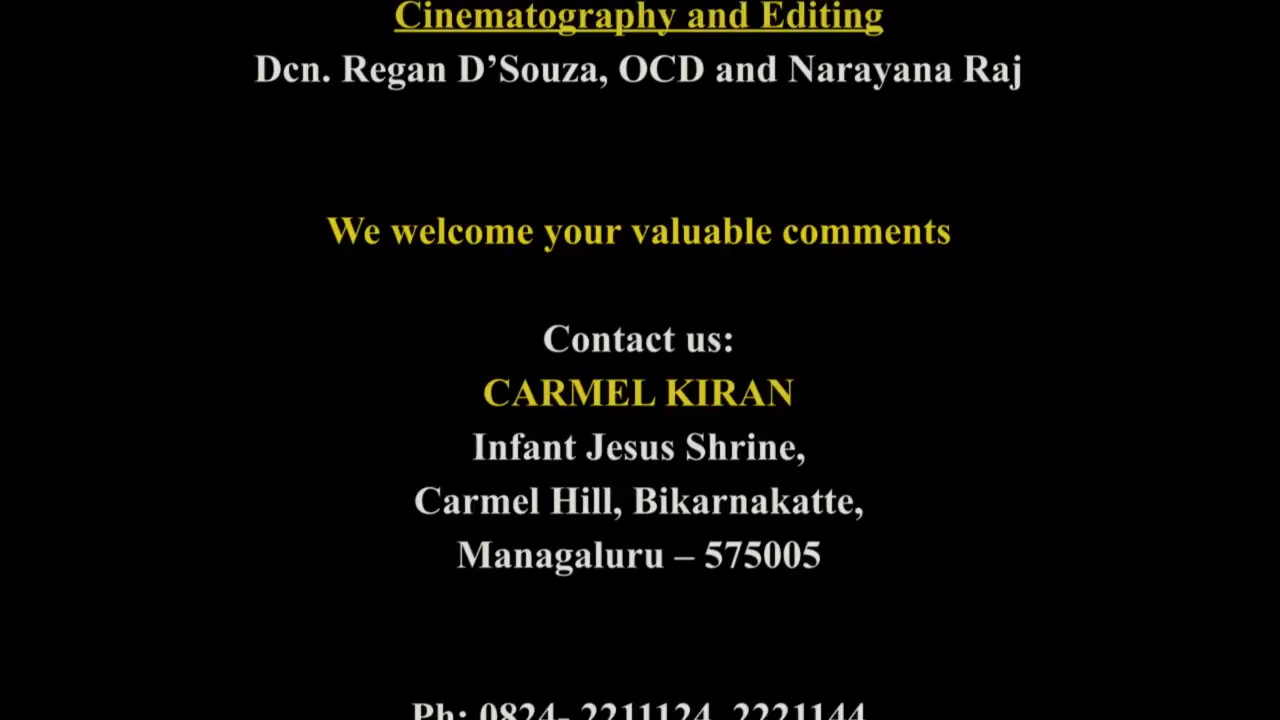 Cinematography and Editing
Dcn. Regan D’Souza, OCD and Narayana Raj
We welcome your valuable comments
Contact us:
CARMEL KIRAN
Infant Jesus Shrine,
Carmel Hill, Bikarnakatte,
Managaluru – 575005
Ph: 0824- 2211124, 2221144